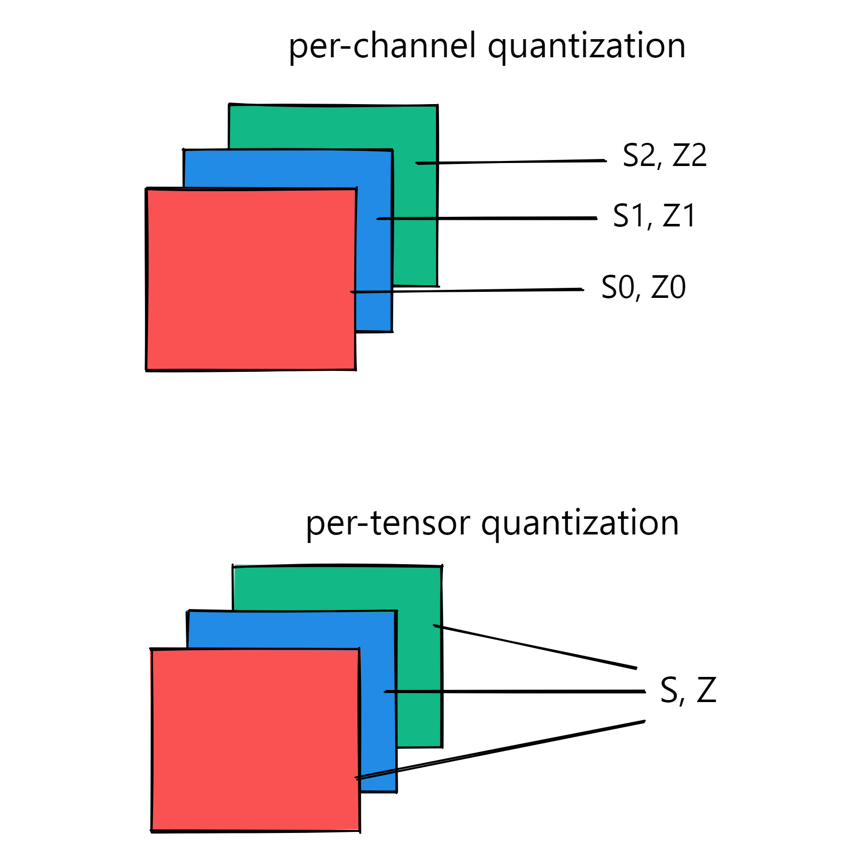 per-channel quantization
S2, Z2
S1, Z1
S0, Z0
per-tensor quantization
S, Z